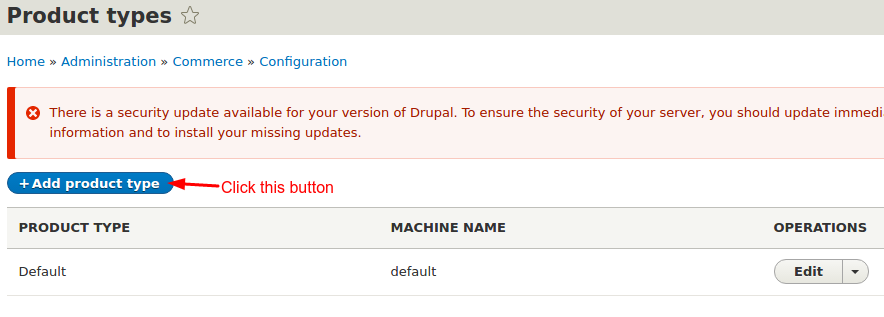 Product types
Home » Administration » Commerce » Configuration
There is a security update available for your version of Drupal. To ensure the security of your server, you should update immedi
information and to install your missing updates.
+ Add product type
Click this button
PRODUCT TYPE MACHINE NAME OPERATIONS
Default default Edit